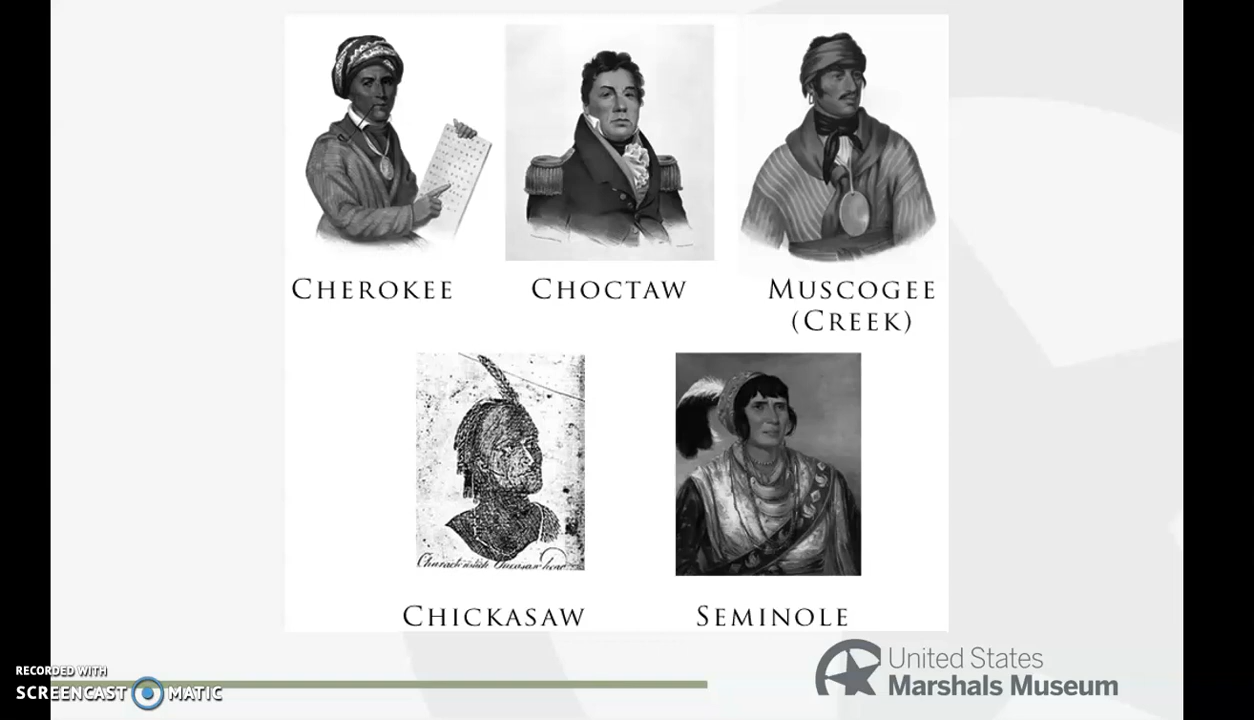 CHEROKEE
CHOCTAW
MUSCOGEE
(CREEK)
CHICKASAW
SEMINOLE
United States
Marshals Museum
RECORDED WITH
SCREENCAST MATIC